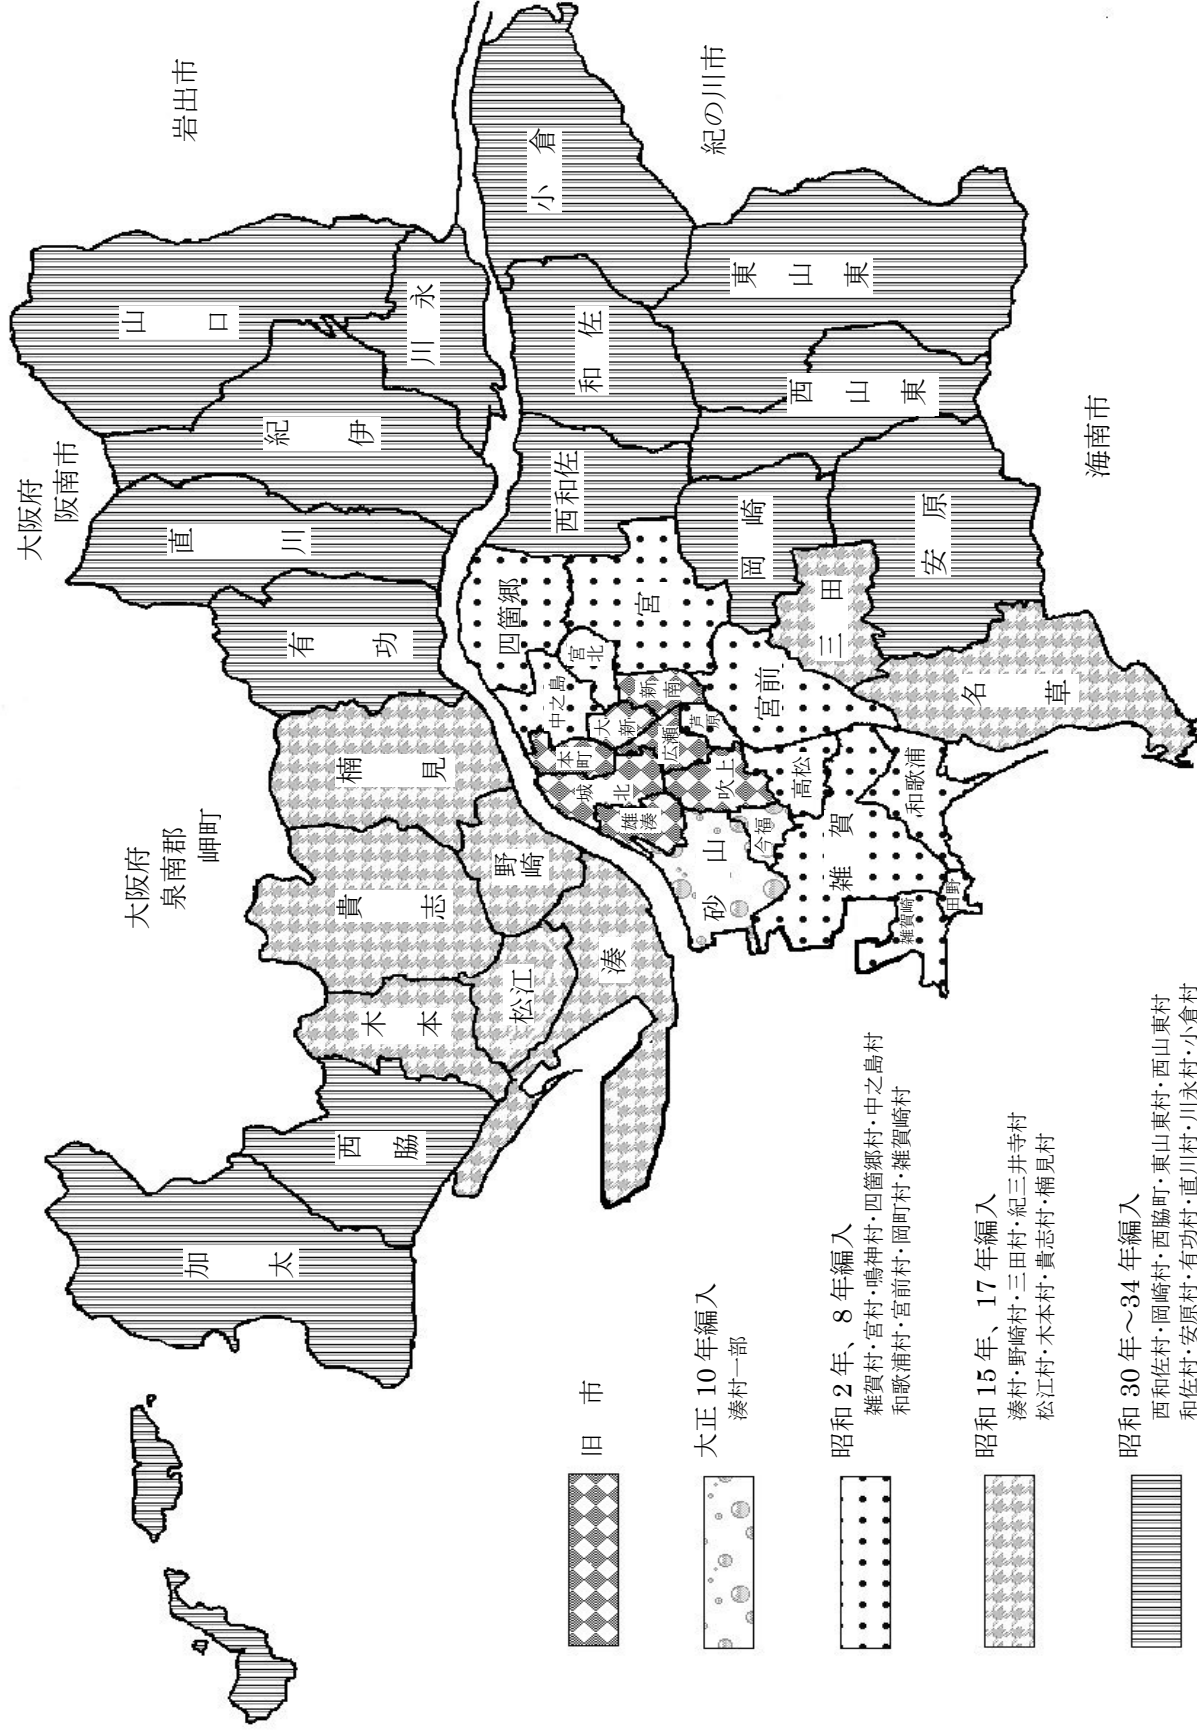 大阪府
阪南市
岩出市
大阪府
泉南郡
岬町
紀の川市
海南市
加太
西脇
木本
貴志
楠見
松江
野崎
湊
有功
直川
紀伊
山口
川永
小倉
和佐
西和佐
東山東
西山東
岡崎
安原
三田
名草
四箇郷
宮
宮北
中之島
大新
新南
本町
広瀬
芦原
城北
雄湊
吹上
砂山
今福
高松
宮前
雑賀
和歌浦
雑賀崎
田野
旧 市
大正 10 年編入
湊村一部
昭和 2 年、8 年編入
雑賀村・宮村・鳴神村・四箇郷村・中之島村
和歌浦村・宮前村・岡町村・雑賀崎村
昭和 15 年、17 年編入
湊村・野崎村・三田村・紀三井寺村
松江村・木本村・貴志村・楠見村
昭和 30 年～34 年編入
西和佐村・岡崎村・西脇町・東山東村・西山東村
和佐村・安原村・有功村・直川村・川永村・小倉村